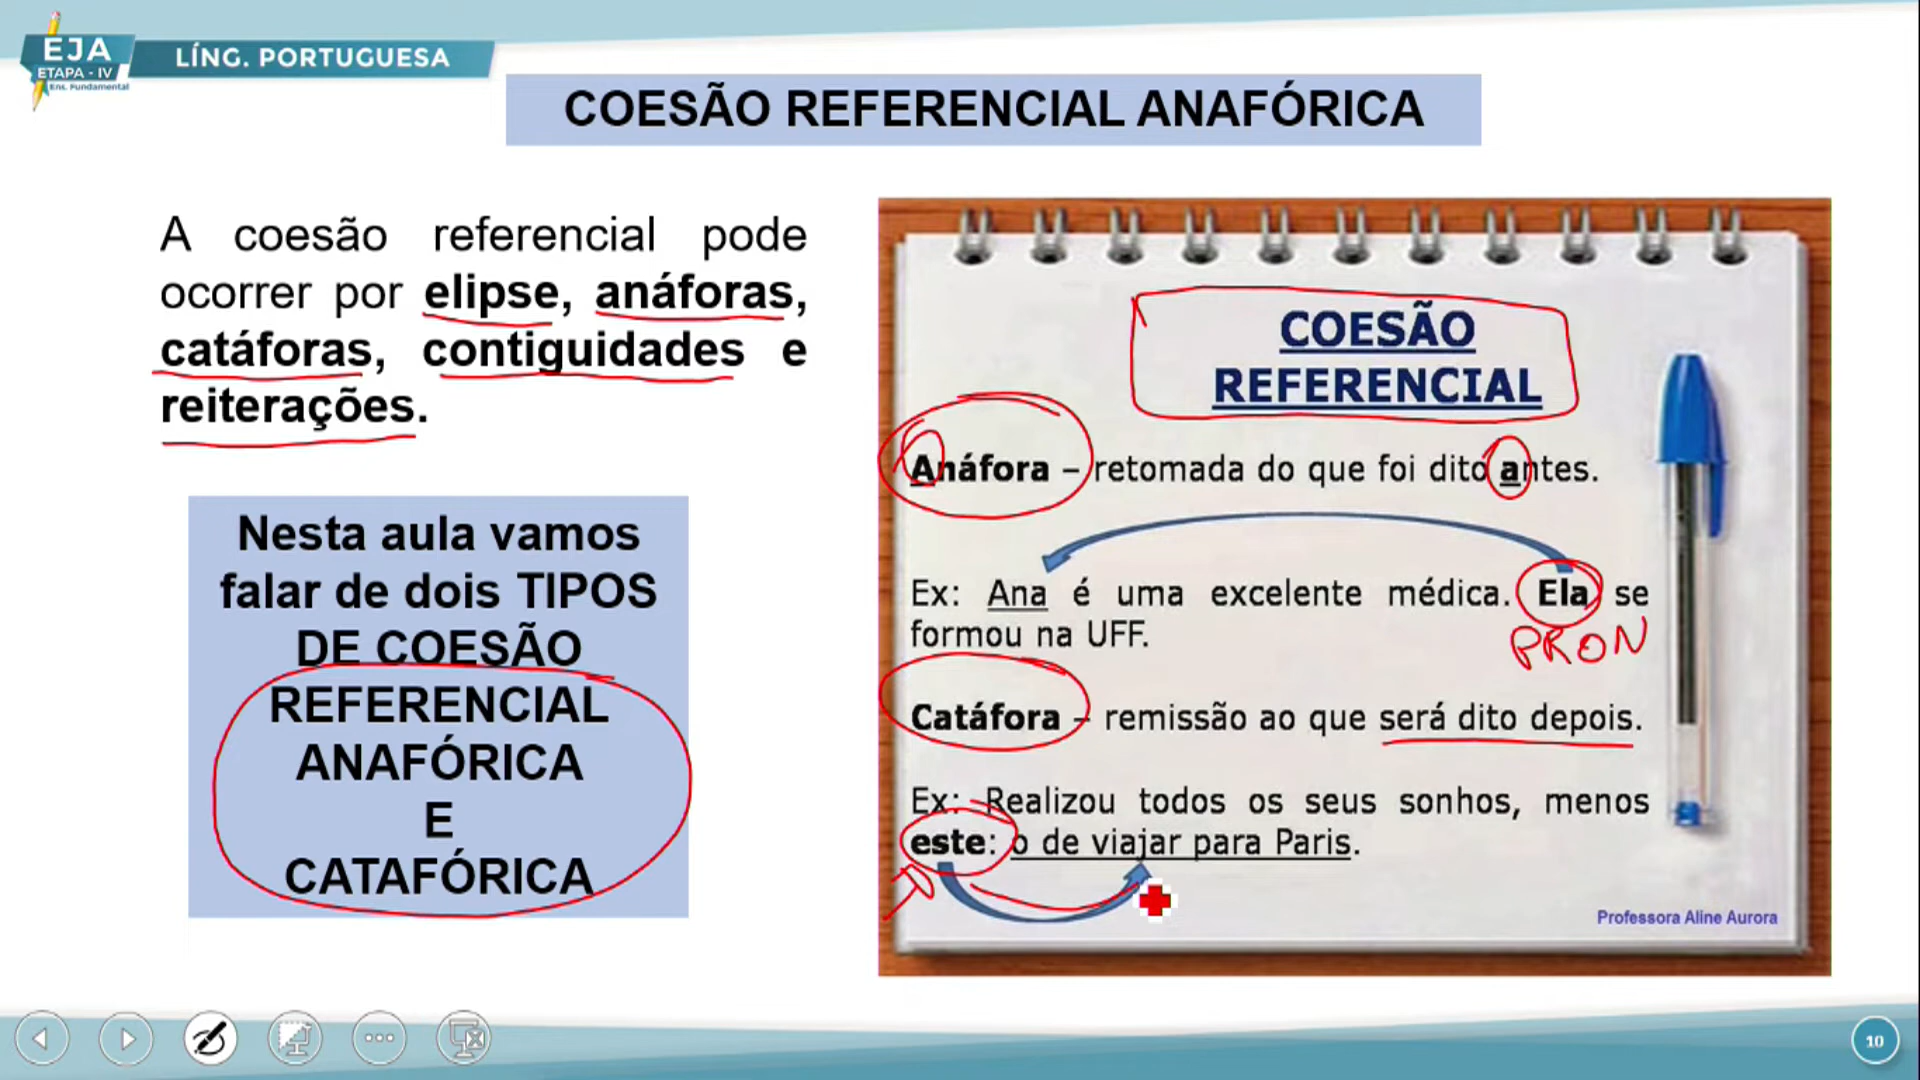 EJA
ETAPA - IV
Ens. Fundamental
LÍNG. PORTUGUESA
COESÃO REFERENCIAL ANAFÓRICA
A coesão referencial pode
ocorrer por elipse, anáforas,
catáforas, contiguidades e
reiterações.
Nesta aula vamos
falar de dois TIPOS
DE COESÃO
REFERENCIAL
ANAFÓRICA
E
CATAFÓRICA
COESÃO
REFERENCIAL
Anáfora – retomada do que foi dito antes.
Ex: Ana é uma excelente médica. Ela se
formou na UFF.
PRON
Catáfora – remissão ao que será dito depois.
Ex: Realizou todos os seus sonhos, menos
este: o de viajar para Paris.
Professora Aline Aurora
10